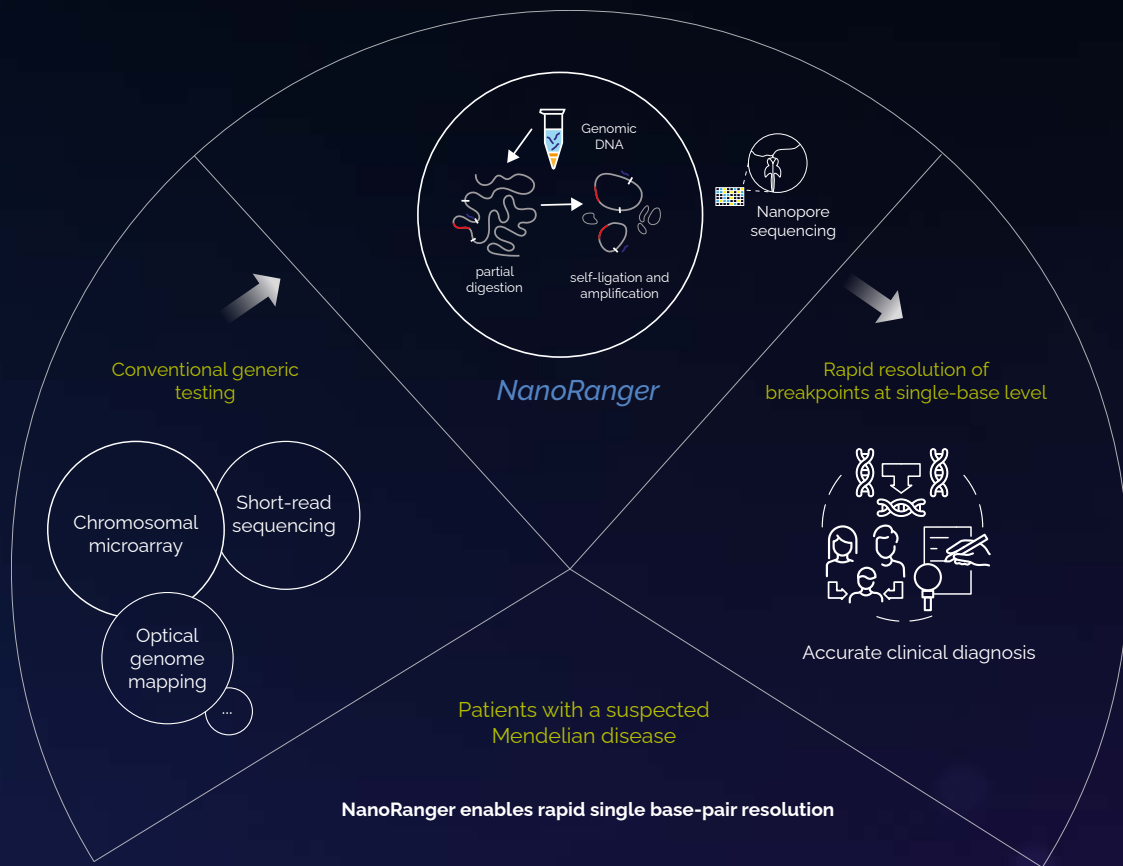 Genomic
DNA
partial
digestion
self-ligation and
amplification
Nanopore
sequencing
NanoRanger
Conventional generic
testing
Chromosomal
microarray
Short-read
sequencing
Optical
genome
mapping
...
Rapid resolution of
breakpoints at single-base level
Accurate clinical diagnosis
Patients with a suspected
Mendelian disease
NanoRanger enables rapid single base-pair resolution